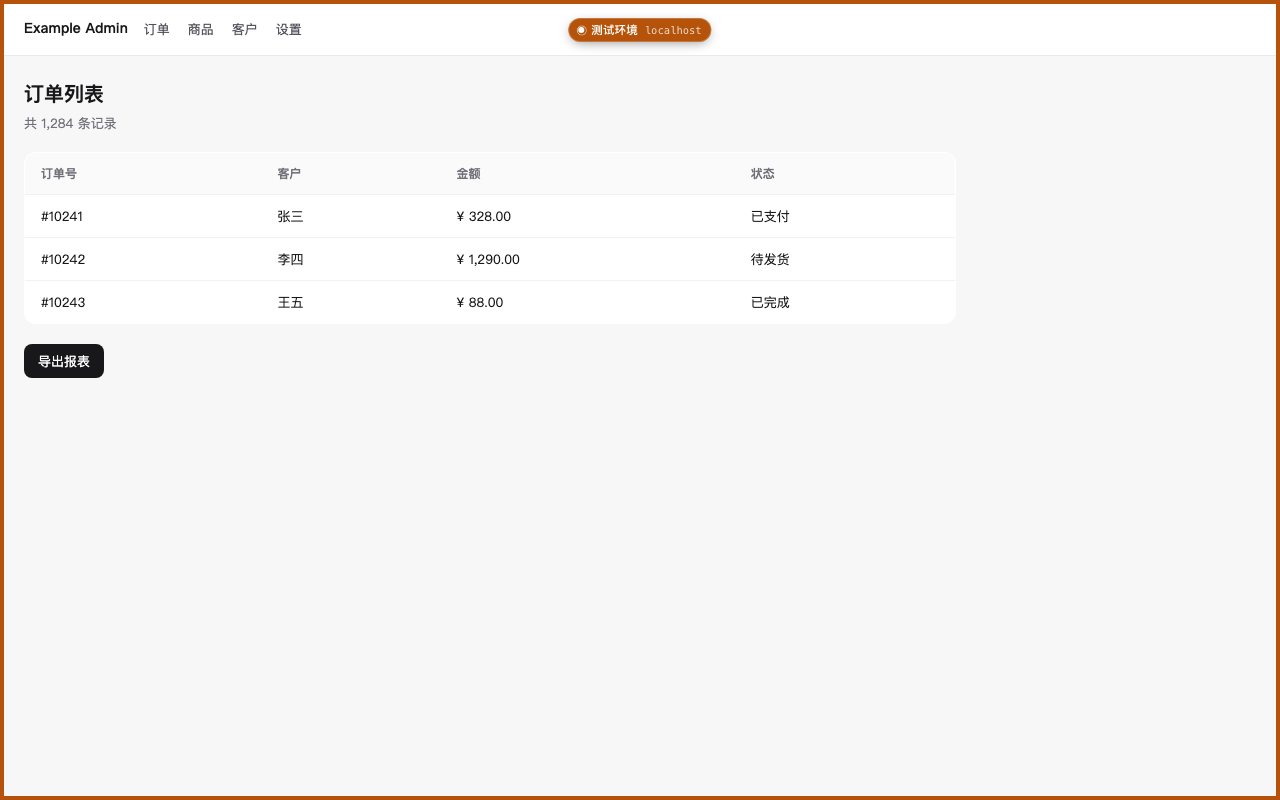 Example Admin 订单 商品 客户 设置 测试环境 localhost
订单列表
共 1,284 条记录
订单号 客户 金额 状态
#10241 张三 ¥ 328.00 已支付
#10242 李四 ¥ 1,290.00 待发货
#10243 王五 ¥ 88.00 已完成
导出报表